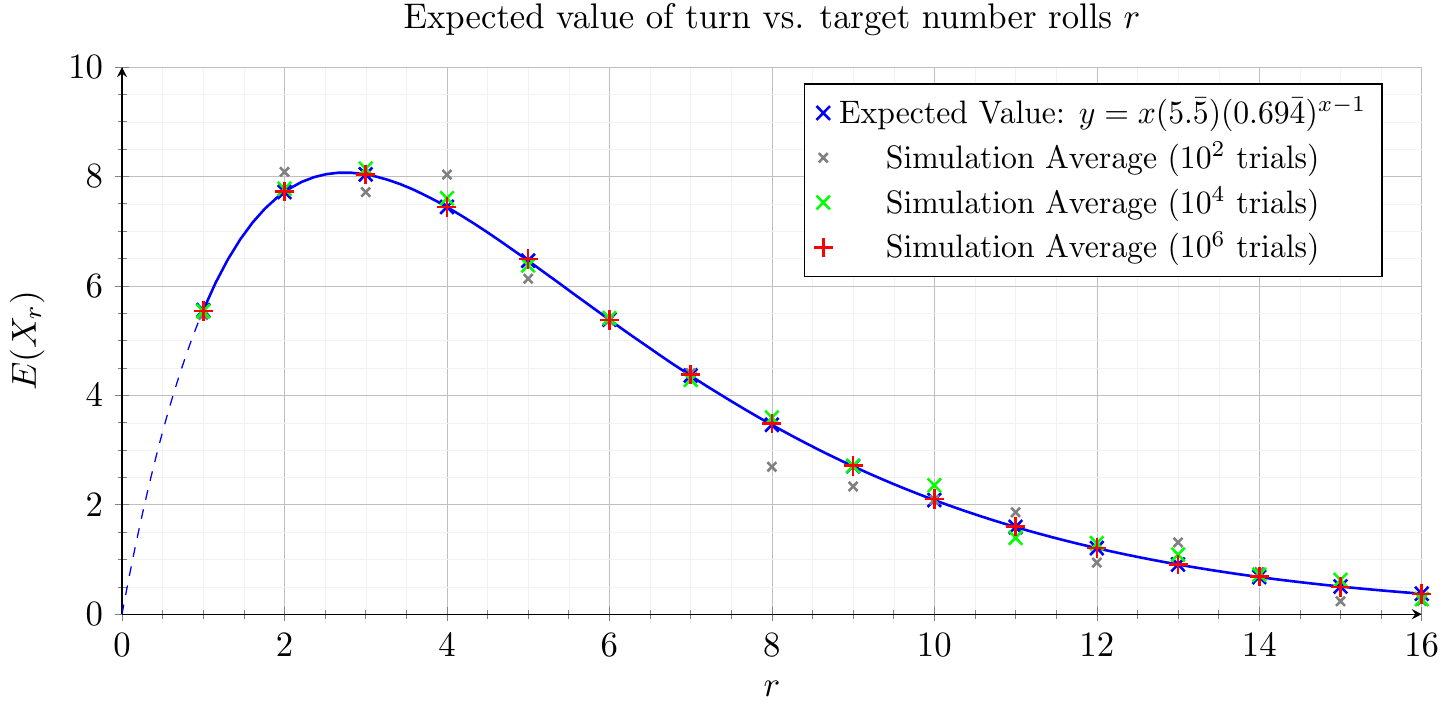 Expected value of turn vs. target number rolls r
10
8
6
4
2
0
E(X_r)
Expected Value: y = x(5.5̄)(0.694̄)^{x−1}
Simulation Average (10² trials)
Simulation Average (10⁴ trials)
Simulation Average (10⁶ trials)
0 2 4 6 8 10 12 14 16
r